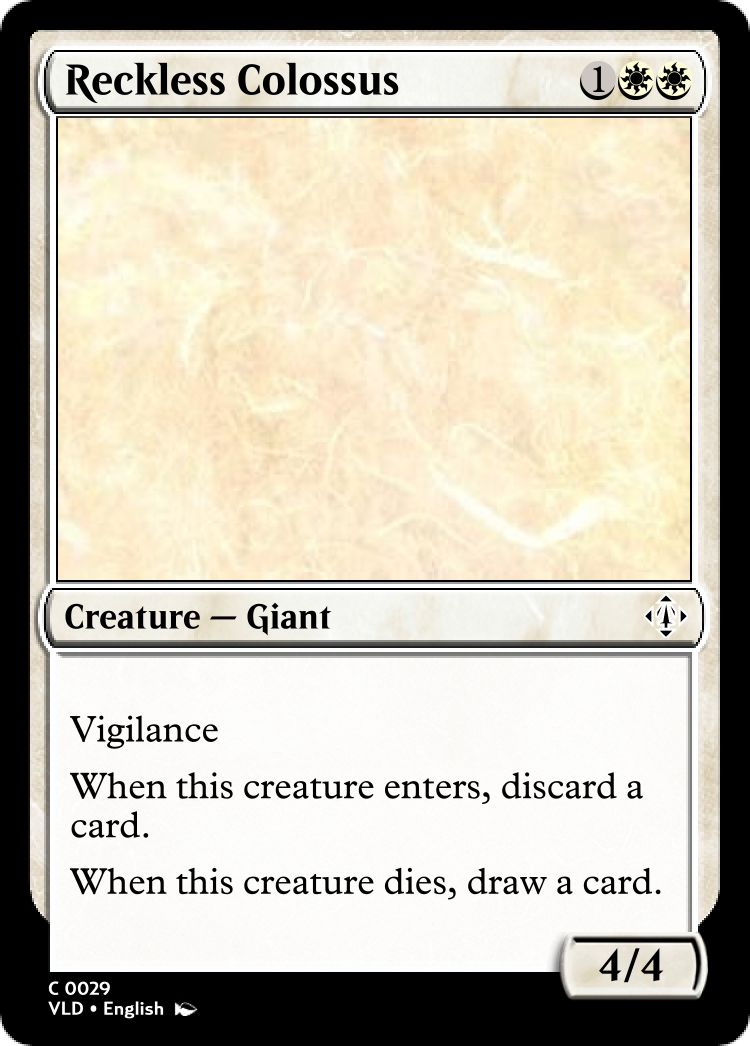 Reckless Colossus 1
Creature — Giant
Vigilance
When this creature enters, discard a
card.
When this creature dies, draw a card.
4/4
C 0029
VLD • English